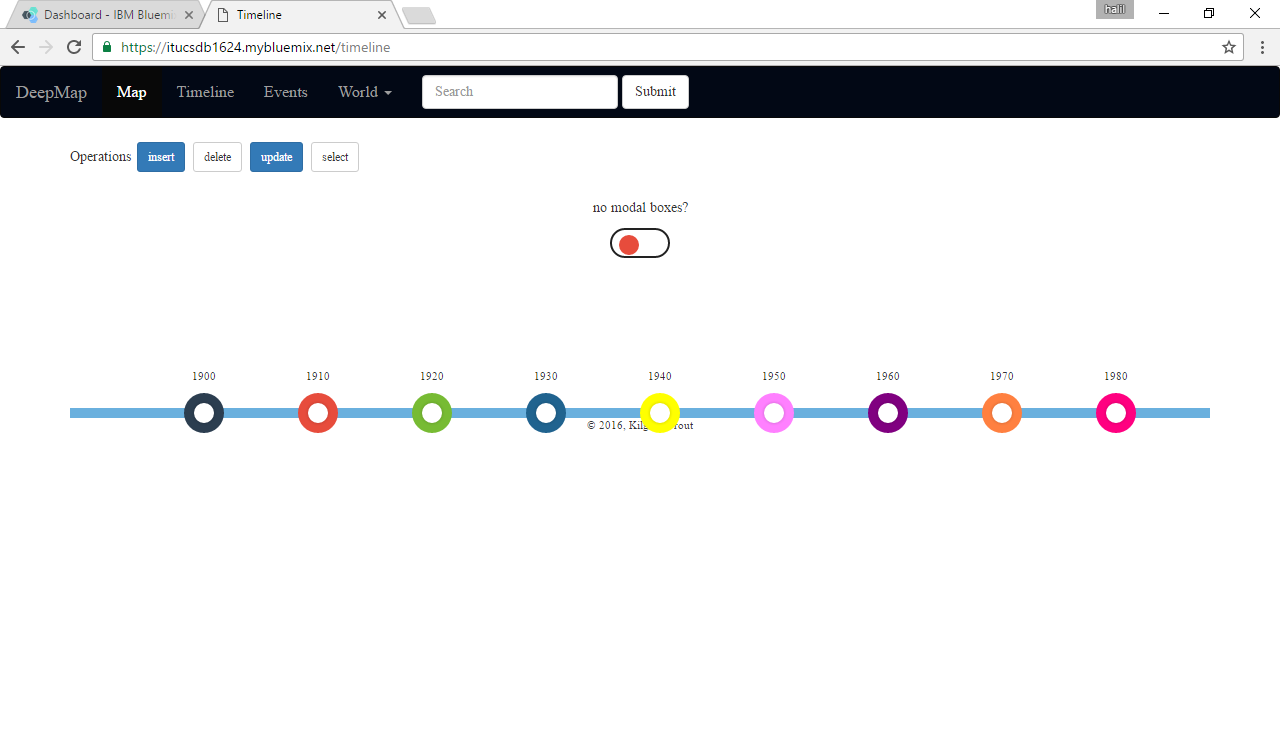 Dashboard - IBM Bluemi
Timeline
halil
https://itucsdb1624.mybluemix.net/timeline
DeepMap Map Timeline Events World Search Submit
Operations insert delete update select
no modal boxes?
1900 1910 1920 1930 1940 1950 1960 1970 1980
© 2016, Kilg rout